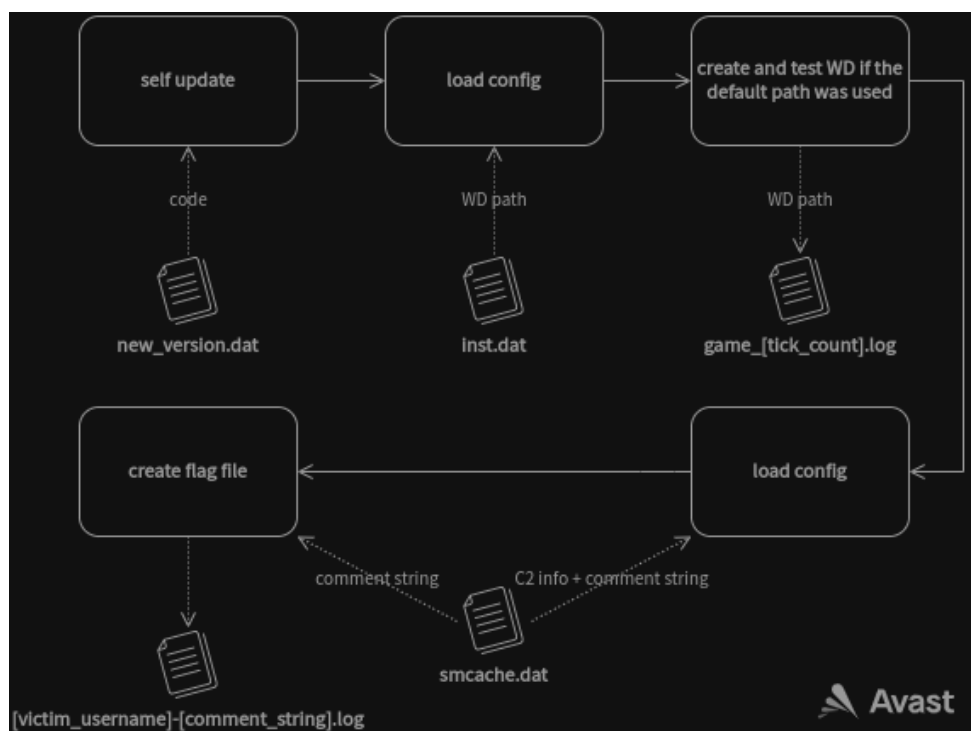 self update
load config
create and test WD if the
default path was used
code
WD path
WD path
new_version.dat
inst.dat
game_[tick_count].log
create flag file
load config
comment string
C2 info + comment string
smcache.dat
[victim_username]-[comment_string].log
Avast